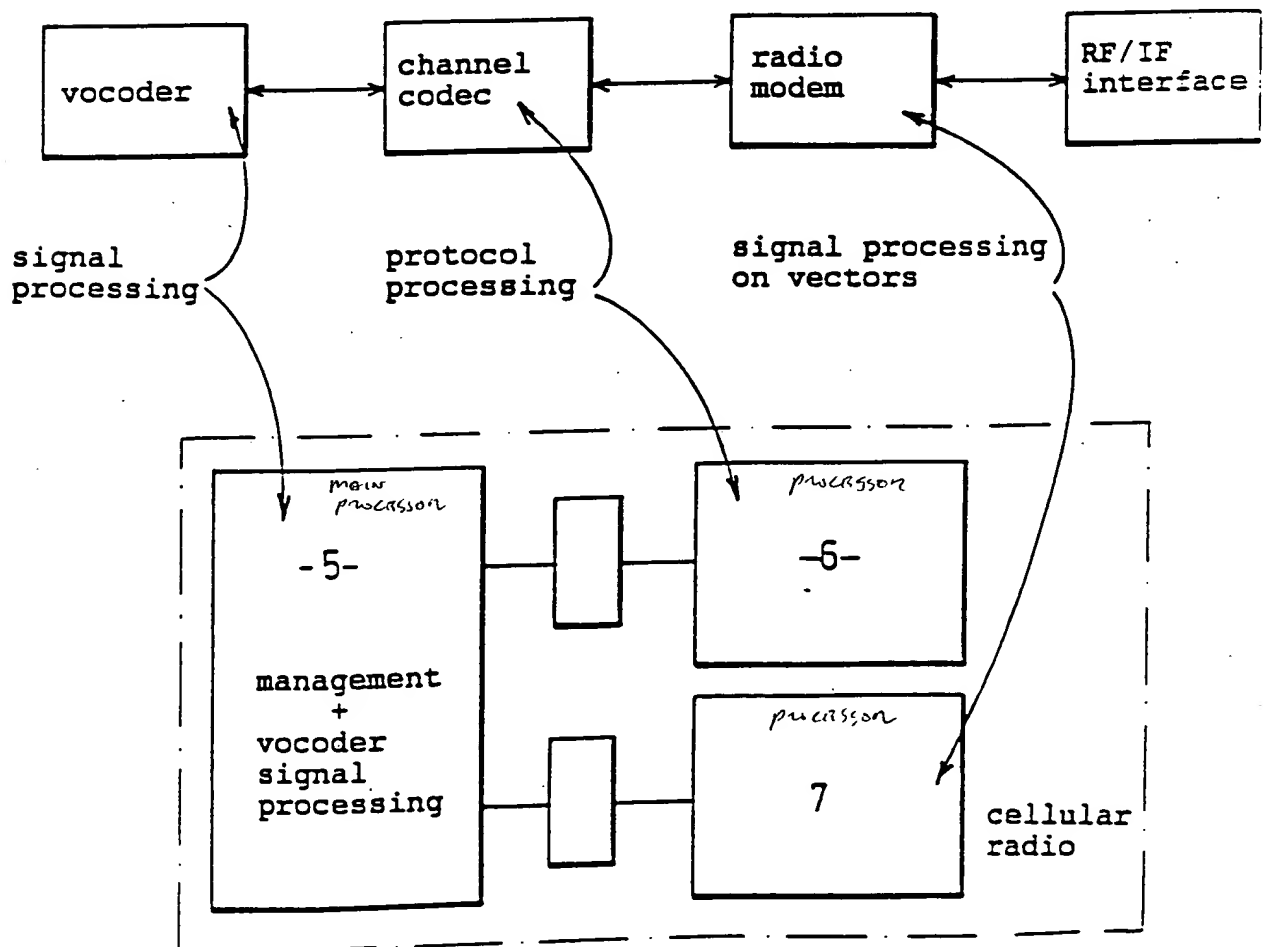 vocoder
channel
codec
radio
modem
RF/IF
interface
signal
processing
protocol
processing
signal processing
on vectors
main
processor
-5-
management
+
vocoder
signal
processing
processor
-6-
processor
7
cellular
radio